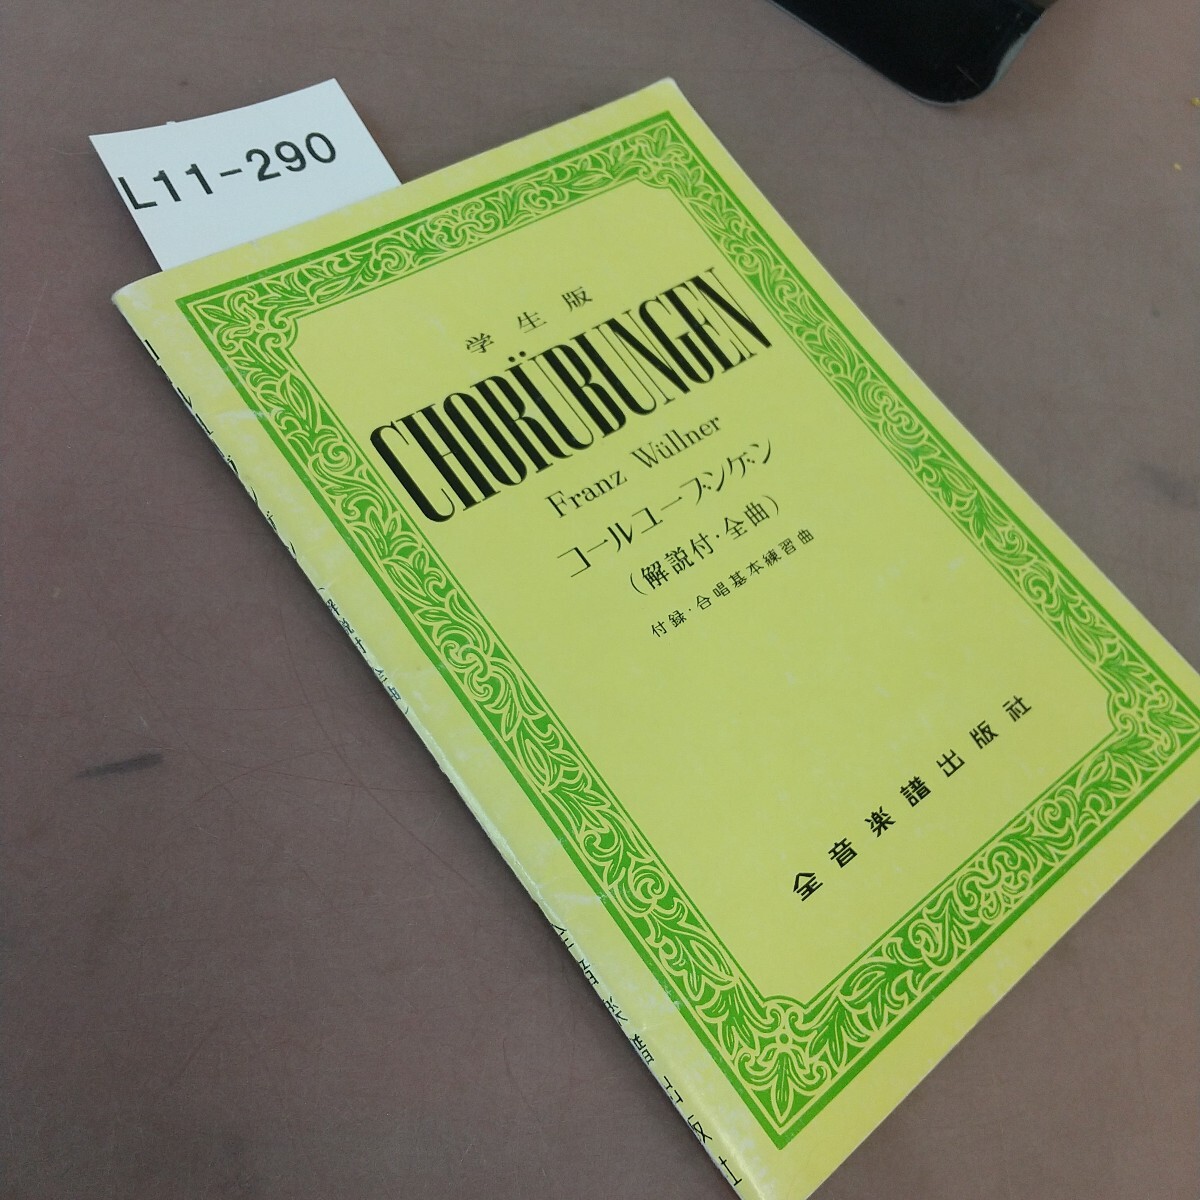 L11-290
学生版
CHORÜBUNGEN
Franz Wüllner
コールユーブンゲン
(解説付・全曲)
付録・合唱基本練習曲
全音楽譜出版社